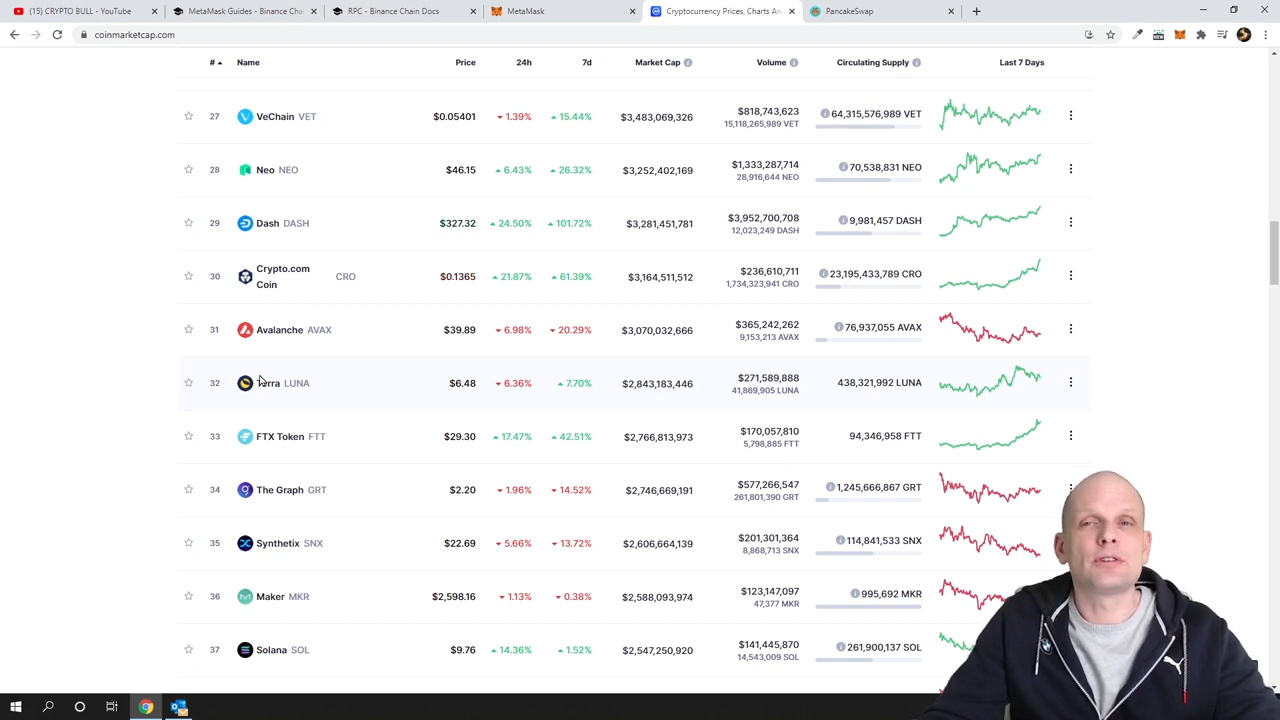 CRYPTO BULL - YouTube
MetaMask Guides - Binance Chai
RPC - Binance Chain Docs
MetaMask
Cryptocurrency Prices, Charts An
PancakeSwap
coinmarketcap.com
# Name Price 24h 7d Market Cap Volume Circulating Supply Last 7 Days
27 VeChain VET $0.05401 1.39% 15.44% $3,483,069,326 $818,743,623 64,315,576,989 VET
15,118,265,989 VET
28 Neo NEO $46.15 6.43% 26.32% $3,252,402,169 $1,333,287,714 70,538,831 NEO
28,916,644 NEO
29 Dash DASH $327.32 24.50% 101.72% $3,281,451,781 $3,952,700,708 9,981,457 DASH
12,023,249 DASH
30 Crypto.com Coin CRO $0.1365 21.87% 61.39% $3,164,511,512 $236,610,711 23,195,433,789 CRO
1,734,323,941 CRO
31 Avalanche AVAX $39.89 6.98% 20.29% $3,070,032,666 $365,242,262 76,937,055 AVAX
9,153,213 AVAX
32 Terra LUNA $6.48 6.36% 7.70% $2,843,183,446 $271,589,888 438,321,992 LUNA
41,869,905 LUNA
33 FTX Token FTT $29.30 17.47% 42.51% $2,766,813,973 $170,057,810 94,346,958 FTT
5,798,885 FTT
34 The Graph GRT $2.20 1.96% 14.52% $2,746,669,191 $577,266,547 1,245,666,867 GRT
261,801,390 GRT
35 Synthetix SNX $22.69 5.66% 13.72% $2,606,664,139 $201,301,364 114,841,533 SNX
8,868,713 SNX
36 Maker MKR $2,598.16 1.13% 0.38% $2,588,093,974 $123,147,097 995,692 MKR
47,377 MKR
37 Solana SOL $9.76 14.36% 1.52% $2,547,250,920 $141,445,870 261,900,137 SOL
14,543,009 SOL